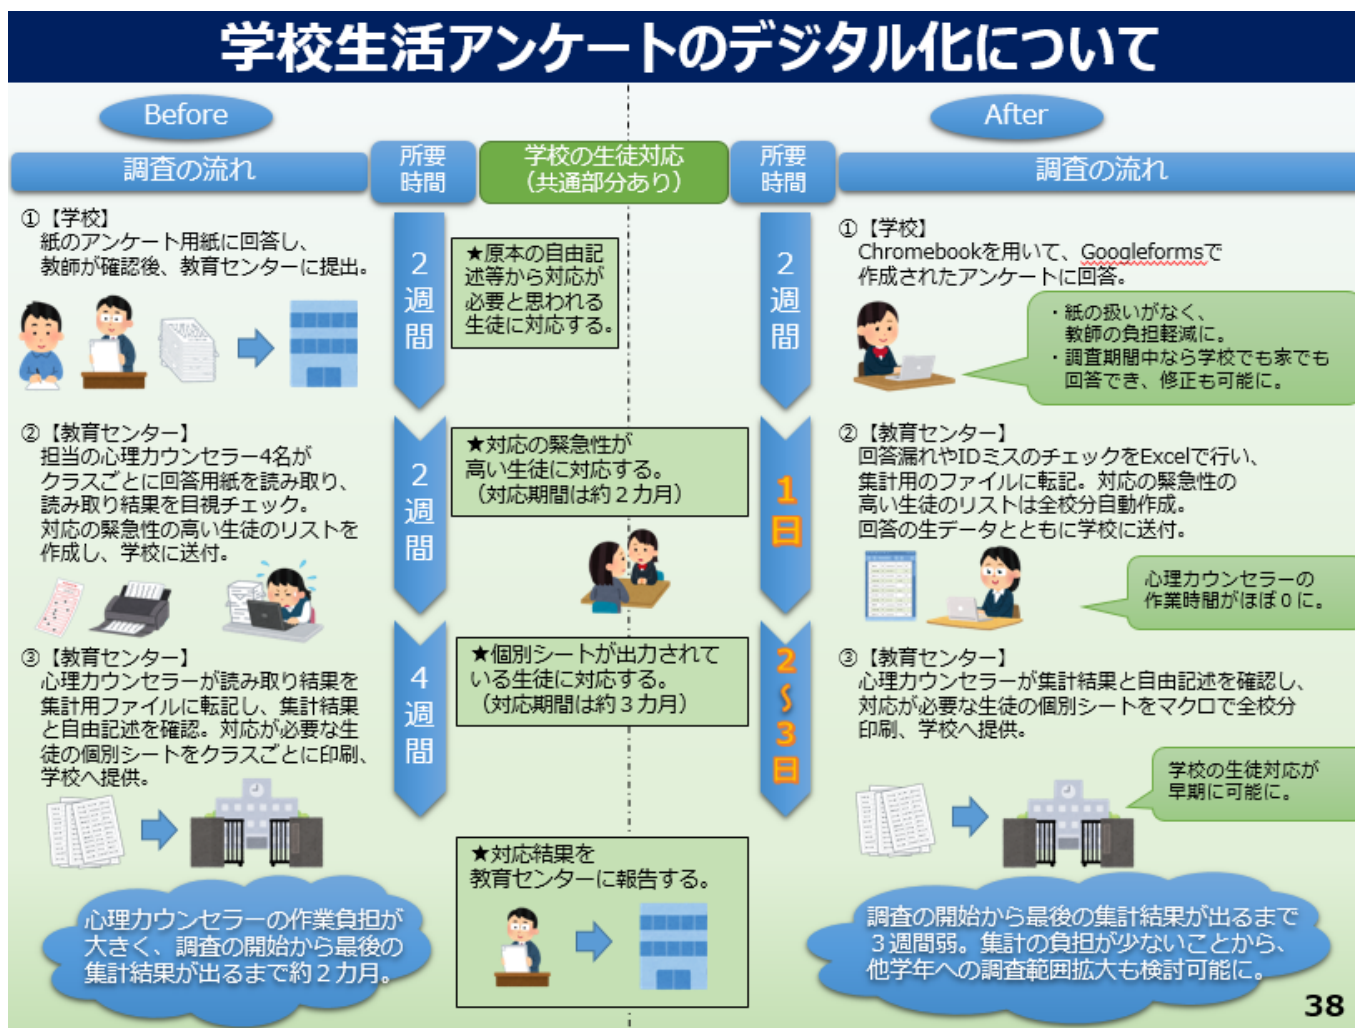 学校生活アンケートのデジタル化について
Before
調査の流れ
所要
時間
①【学校】
紙のアンケート用紙に回答し、
教師が確認後、教育センターに提出。
2
週
間
②【教育センター】
担当の心理カウンセラー4名が
クラスごとに回答用紙を読み取り、
読み取り結果を目視チェック。
対応の緊急性の高い生徒のリストを
作成し、学校に送付。
2
週
間
③【教育センター】
心理カウンセラーが読み取り結果を
集計用ファイルに転記し、集計結果
と自由記述を確認。対応が必要な生
徒の個別シートをクラスごとに印刷、
学校へ提供。
4
週
間
心理カウンセラーの作業負担が
大きく、調査の開始から最後の
集計結果が出るまで約２カ月。
学校の生徒対応
（共通部分あり）
★原本の自由記
述等から対応が
必要と思われる
生徒に対応する。
★対応の緊急性が
高い生徒に対応する。
（対応期間は約２カ月）
★個別シートが出力されて
いる生徒に対応する。
（対応期間は約３カ月）
★対応結果を
教育センターに報告する。
After
所要
時間
調査の流れ
2
週
間
①【学校】
Chromebookを用いて、Googleformsで
作成されたアンケートに回答。
・紙の扱いがなく、
教師の負担軽減に。
・調査期間中なら学校でも家でも
回答でき、修正も可能に。
1
日
②【教育センター】
回答漏れやIDミスのチェックをExcelで行い、
集計用のファイルに転記。対応の緊急性の
高い生徒のリストは全校分自動作成。
回答の生データとともに学校に送付。
心理カウンセラーの
作業時間がほぼ０に。
2
～
3
日
③【教育センター】
心理カウンセラーが集計結果と自由記述を確認し、
対応が必要な生徒の個別シートをマクロで全校分
印刷、学校へ提供。
学校の生徒対応が
早期に可能に。
調査の開始から最後の集計結果が出るまで
３週間弱。集計の負担が少ないことから、
他学年への調査範囲拡大も検討可能に。
38